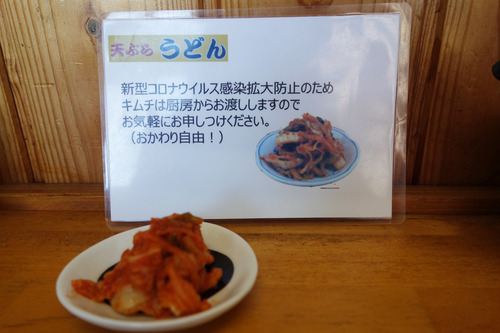 天ぷら うどん
新型コロナウイルス感染拡大防止のため
キムチは厨房からお渡ししますので
お気軽にお申しつけください。
（おかわり自由！）